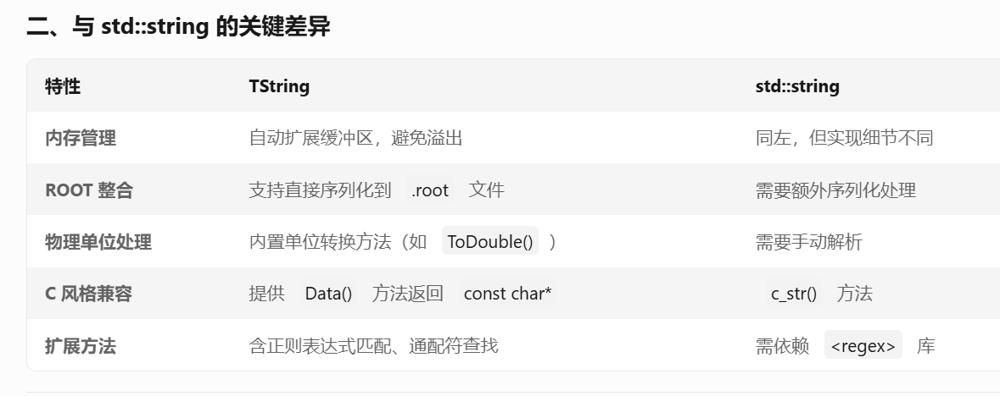 二、与 std::string 的关键差异
特性 TString std::string
内存管理 自动扩展缓冲区，避免溢出 同左，但实现细节不同
ROOT 整合 支持直接序列化到 .root 文件 需要额外序列化处理
物理单位处理 内置单位转换方法（如 ToDouble() ） 需要手动解析
C 风格兼容 提供 Data() 方法返回 const char* c_str() 方法
扩展方法 含正则表达式匹配、通配符查找 需依赖 <regex> 库